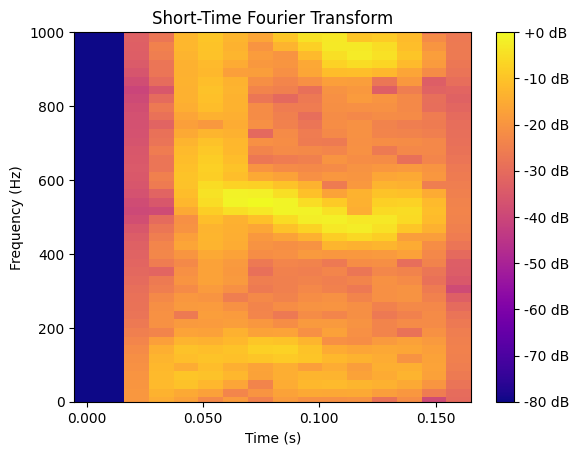 Short-Time Fourier Transform
1000
800
600
400
200
0
Frequency (Hz)
0.000
0.050
0.100
0.150
Time (s)
+0 dB
-10 dB
-20 dB
-30 dB
-40 dB
-50 dB
-60 dB
-70 dB
-80 dB